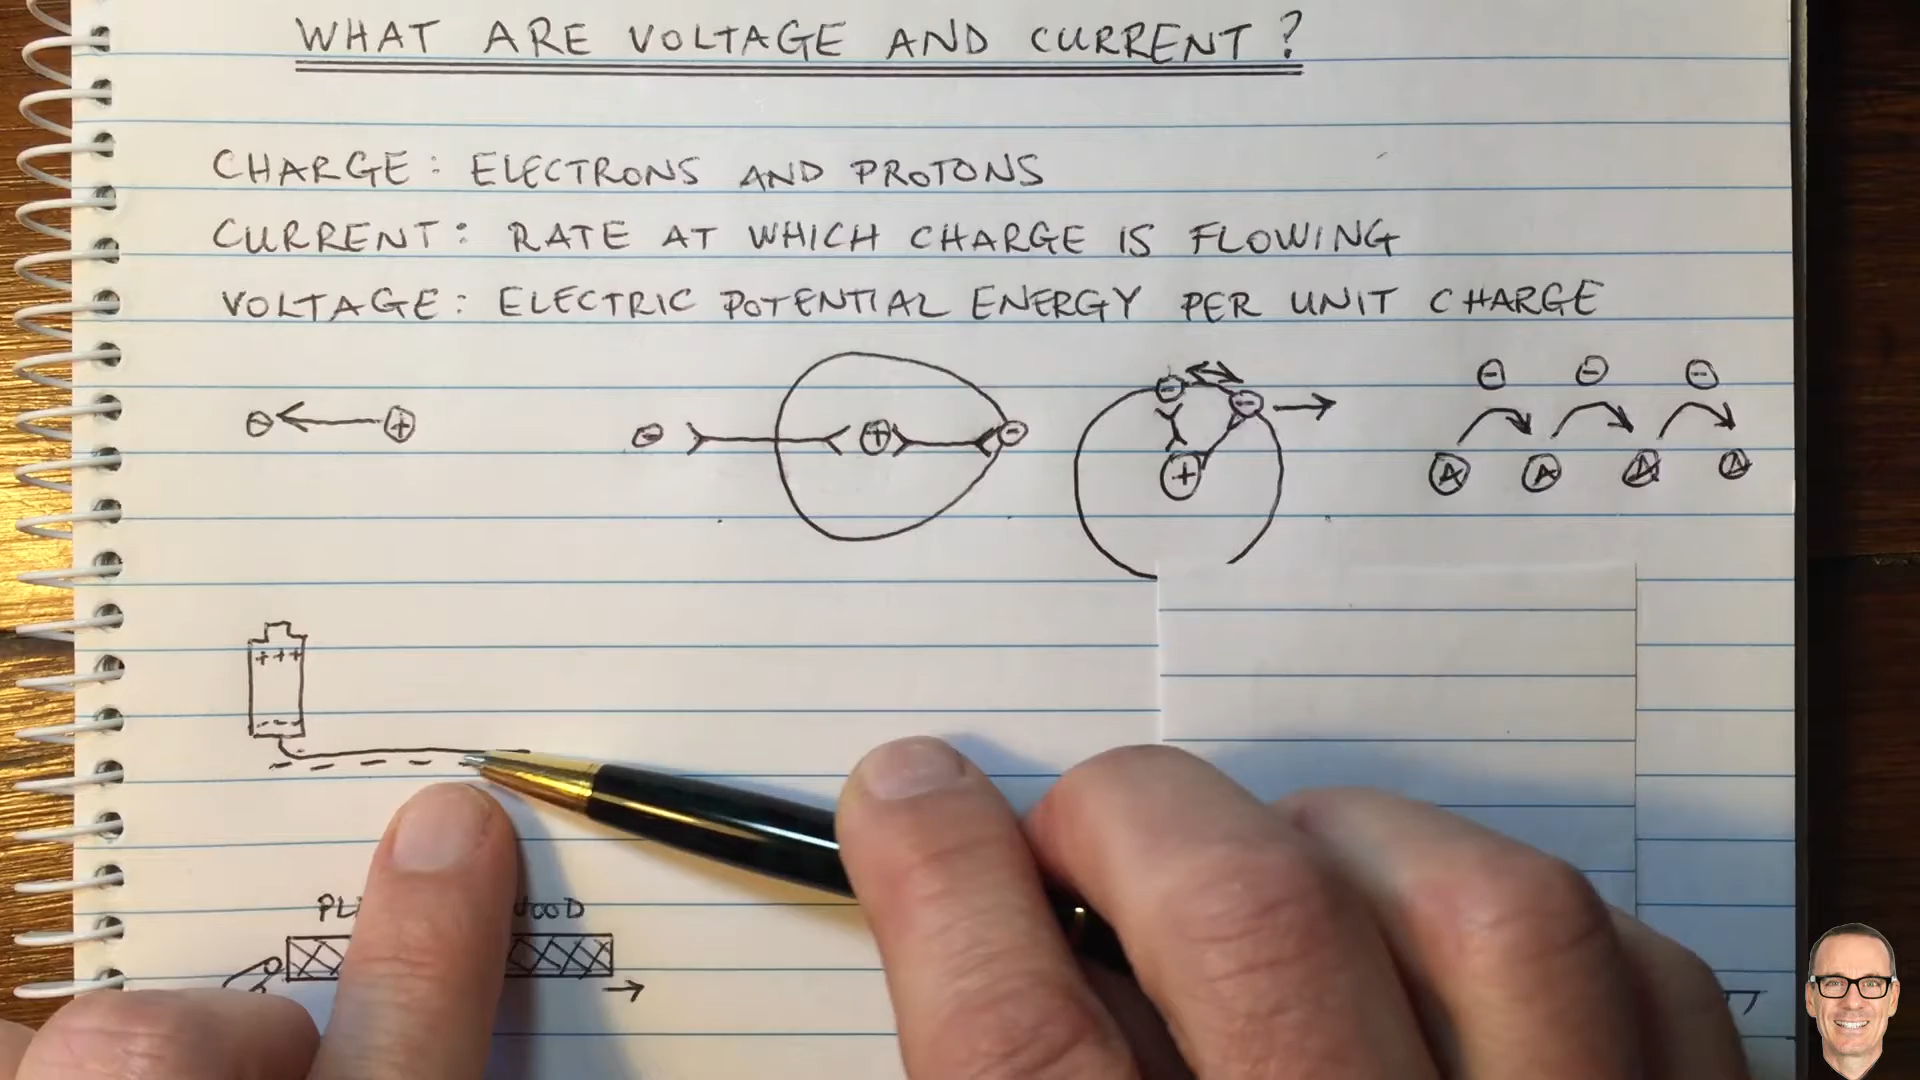 WHAT ARE VOLTAGE AND CURRENT?
CHARGE: ELECTRONS AND PROTONS
CURRENT: RATE AT WHICH CHARGE IS FLOWING
VOLTAGE: ELECTRIC POTENTIAL ENERGY PER UNIT CHARGE
- + - + - - - + - - -
A A A A
+ + +
- - -